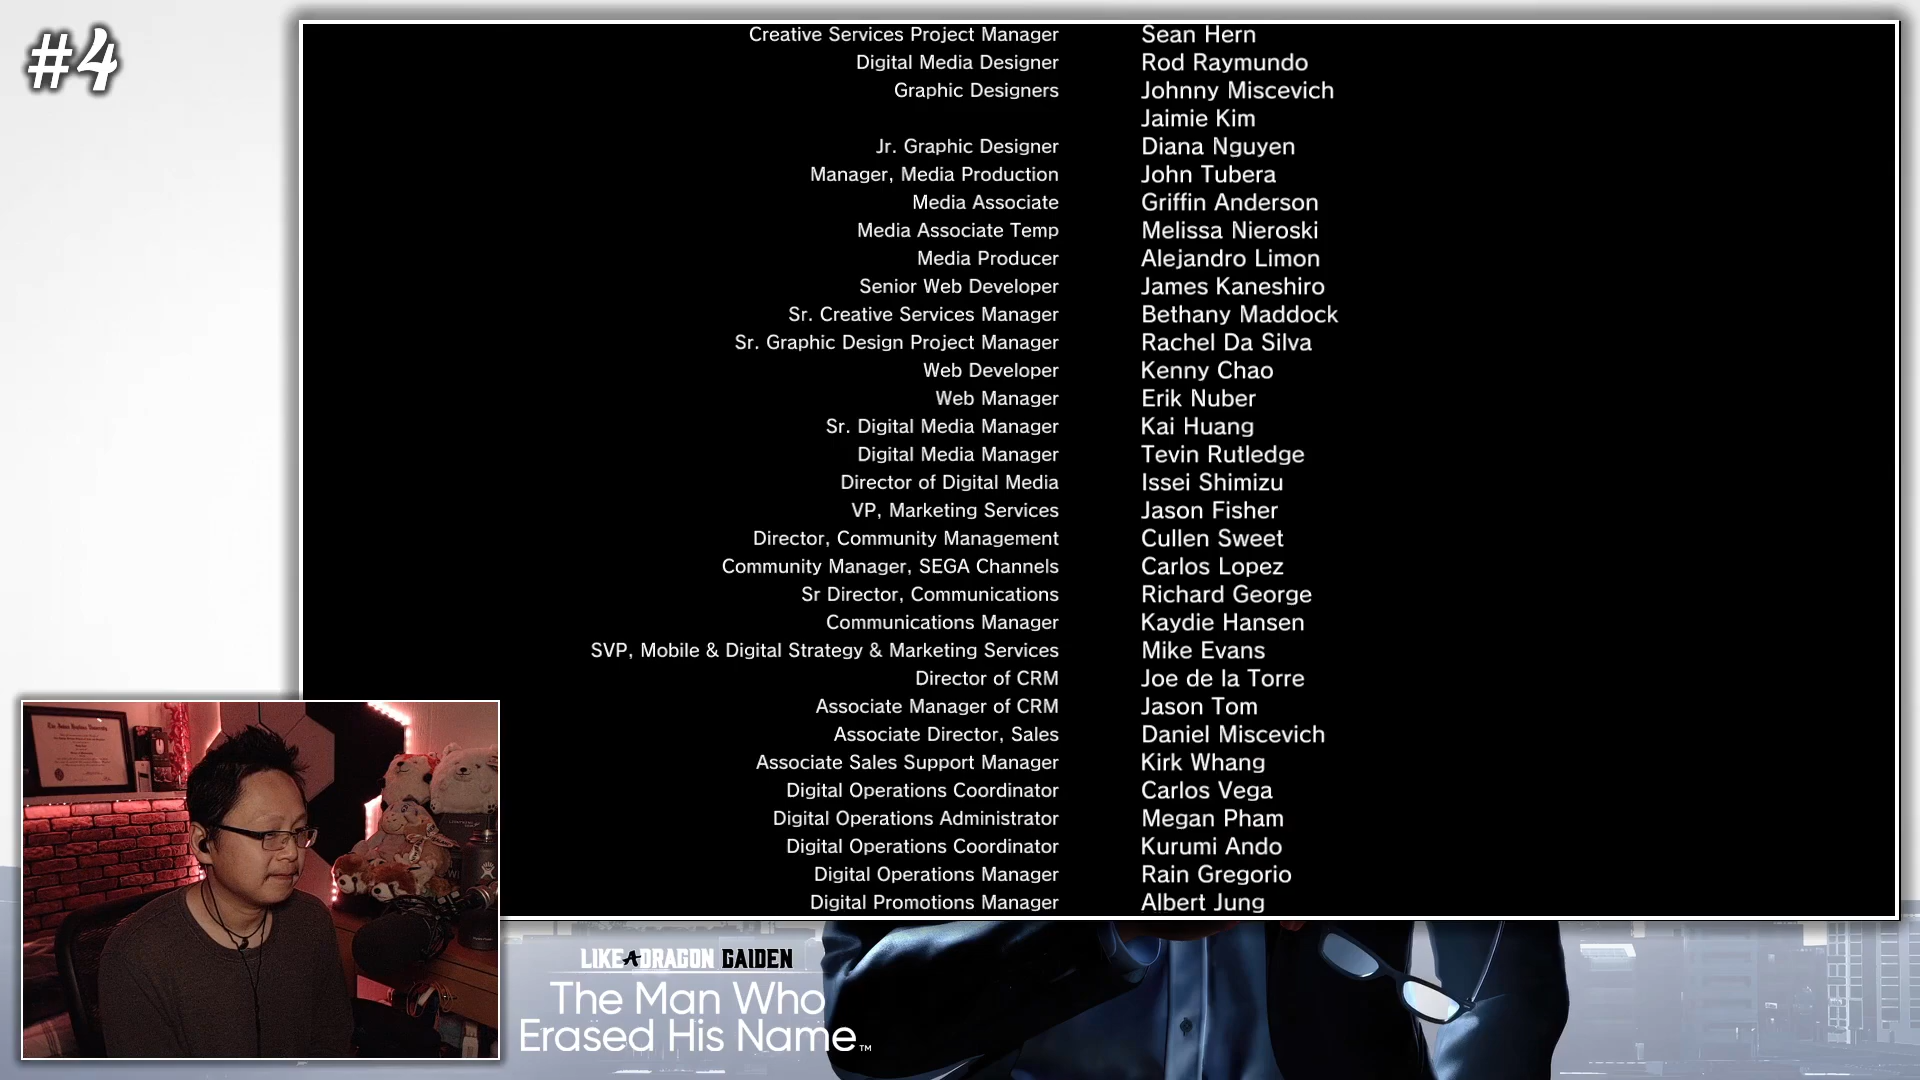 #4
Creative Services Project Manager Sean Hern
Digital Media Designer Rod Raymundo
Graphic Designers Johnny Miscevich
Jaimie Kim
Jr. Graphic Designer Diana Nguyen
Manager, Media Production John Tubera
Media Associate Griffin Anderson
Media Associate Temp Melissa Nieroski
Media Producer Alejandro Limon
Senior Web Developer James Kaneshiro
Sr. Creative Services Manager Bethany Maddock
Sr. Graphic Design Project Manager Rachel Da Silva
Web Developer Kenny Chao
Web Manager Erik Nuber
Sr. Digital Media Manager Kai Huang
Digital Media Manager Tevin Rutledge
Director of Digital Media Issei Shimizu
VP, Marketing Services Jason Fisher
Director, Community Management Cullen Sweet
Community Manager, SEGA Channels Carlos Lopez
Sr Director, Communications Richard George
Communications Manager Kaydie Hansen
SVP, Mobile & Digital Strategy & Marketing Services Mike Evans
Director of CRM Joe de la Torre
Associate Manager of CRM Jason Tom
Associate Director, Sales Daniel Miscevich
Associate Sales Support Manager Kirk Whang
Digital Operations Coordinator Carlos Vega
Digital Operations Administrator Megan Pham
Digital Operations Coordinator Kurumi Ando
Digital Operations Manager Rain Gregorio
Digital Promotions Manager Albert Jung
LIKE A DRAGON GAIDEN
The Man Who
Erased His Name™